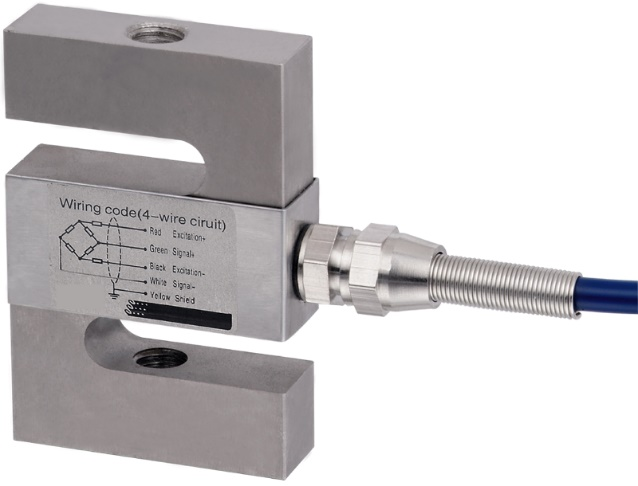 Wiring code(4-wire ciruit)
Red Excitation+
Green Signal+
Black Excitation-
White Signal-
Yellow Shield